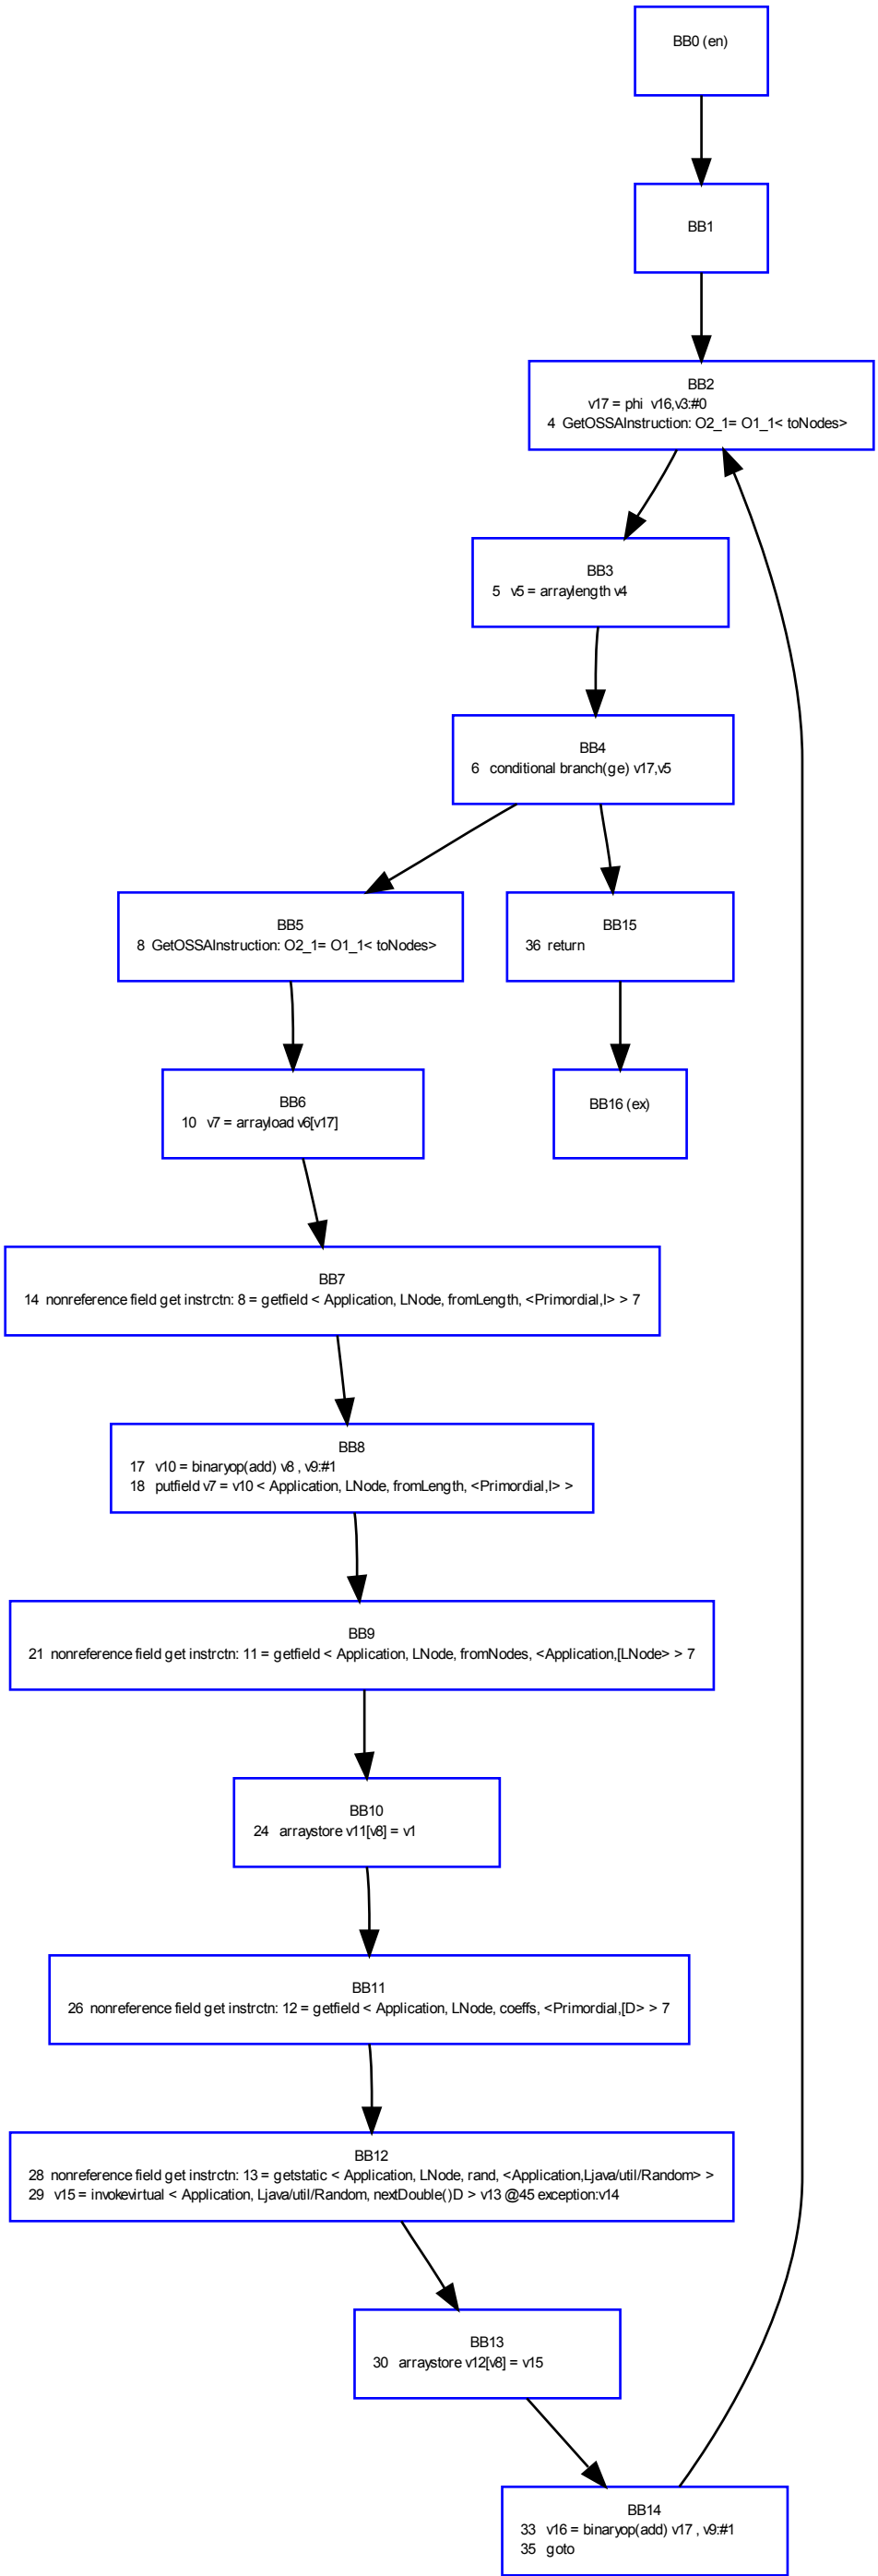 BB0 (en)
BB1
BB2
v17 = phi v16,v3:#0
4 GetOSSAInstruction: O2_1= O1_1< toNodes>
BB3
5 v5 = arraylength v4
BB4
6 conditional branch(ge) v17,v5
BB5
8 GetOSSAInstruction: O2_1= O1_1< toNodes>
BB15
36 return
BB6
10 v7 = arrayload v6[v17]
BB16 (ex)
BB7
14 nonreference field get instrctn: 8 = getfield < Application, LNode, fromLength, <Primordial,I> > 7
BB8
17 v10 = binaryop(add) v8 , v9:#1
18 putfield v7 = v10 < Application, LNode, fromLength, <Primordial,I> >
BB9
21 nonreference field get instrctn: 11 = getfield < Application, LNode, fromNodes, <Application,[LNode> > 7
BB10
24 arraystore v11[v8] = v1
BB11
26 nonreference field get instrctn: 12 = getfield < Application, LNode, coeffs, <Primordial,[D> > 7
BB12
28 nonreference field get instrctn: 13 = getstatic < Application, LNode, rand, <Application,Ljava/util/Random> >
29 v15 = invokevirtual < Application, Ljava/util/Random, nextDouble()D > v13 @45 exception:v14
BB13
30 arraystore v12[v8] = v15
BB14
33 v16 = binaryop(add) v17 , v9:#1
35 goto